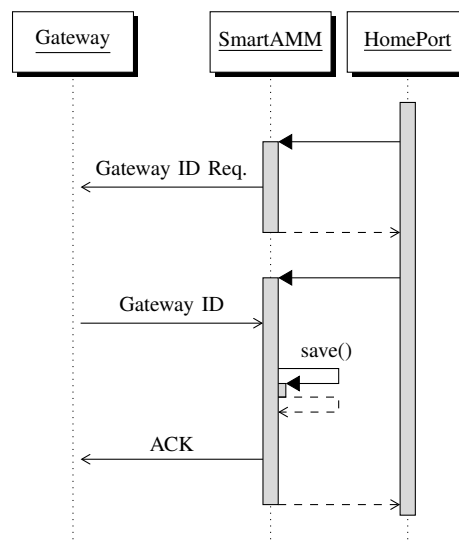 Gateway
SmartAMM
HomePort
Gateway ID Req.
Gateway ID
save()
ACK